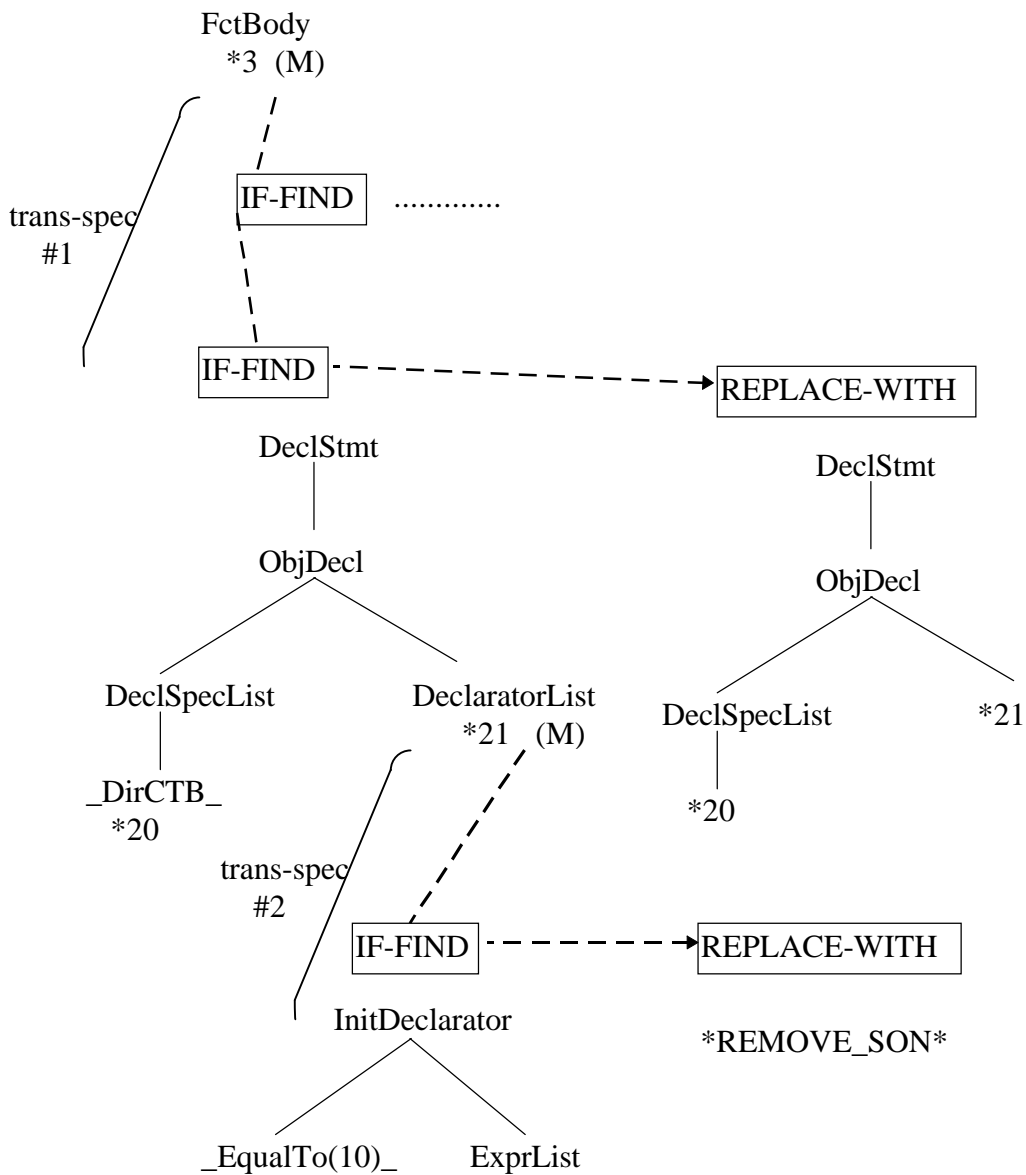 FctBody
*3 (M)
IF-FIND .............
trans-spec
#1
IF-FIND
REPLACE-WITH
DeclStmt
DeclStmt
ObjDecl
ObjDecl
DeclSpecList
DeclaratorList
*21 (M)
DeclSpecList
*21
_DirCTB_
*20
*20
trans-spec
#2
IF-FIND
REPLACE-WITH
InitDeclarator
*REMOVE_SON*
_EqualTo(10)_
ExprList